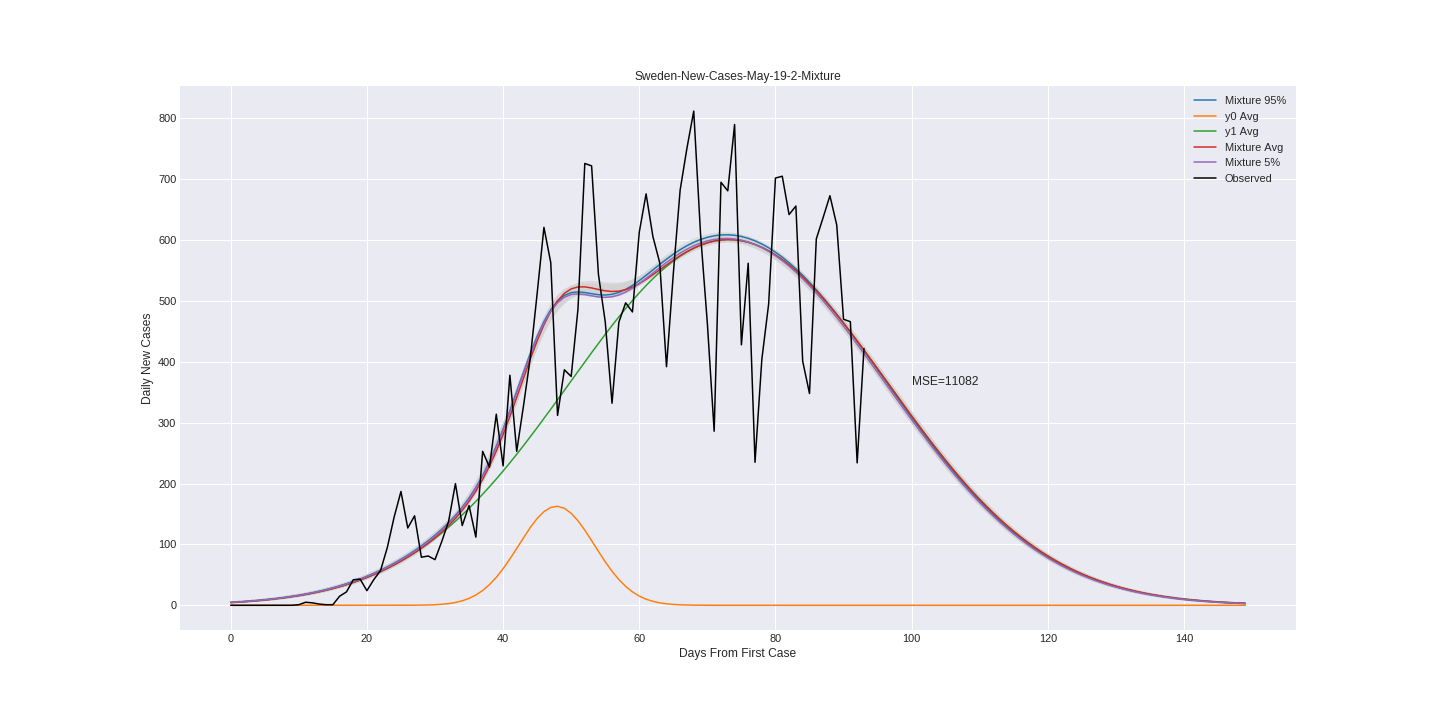 Sweden-New-Cases-May-19-2-Mixture
Mixture 95%
y0 Avg
y1 Avg
Mixture Avg
Mixture 5%
Observed
800
700
600
500
400
300
200
100
0
Daily New Cases
MSE=11082
0 20 40 60 80 100 120 140
Days From First Case